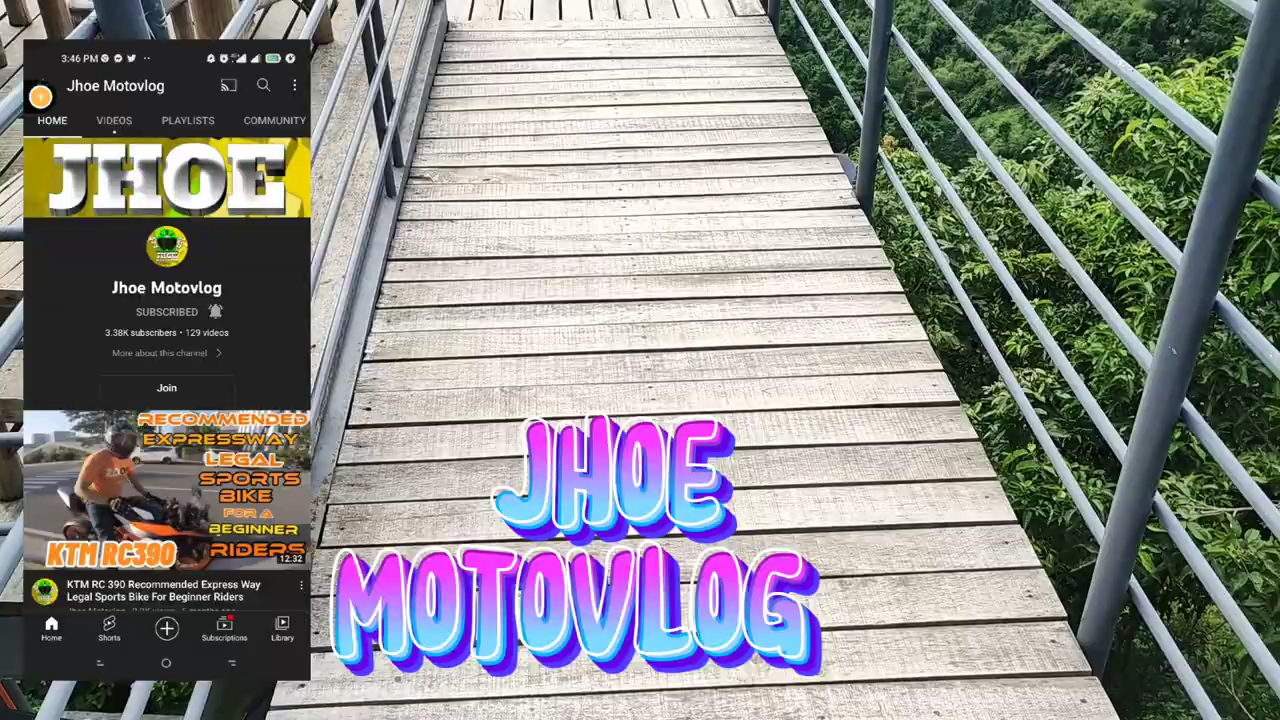 3:46 PM
Jhoe Motovlog
HOME VIDEOS PLAYLISTS COMMUNITY
JHOE
Jhoe Motovlog
SUBSCRIBED
3.38K subscribers • 129 videos
More about this channel
Join
RECOMMENDED
EXPRESSWAY
LEGAL
SPORTS
BIKE
FOR A
BEGINNER
RIDERS
KTM RC390
12:32
KTM RC 390 Recommended Express Way
Legal Sports Bike For Beginner Riders
Home Shorts Subscriptions Library
JHOE
MOTOVLOG